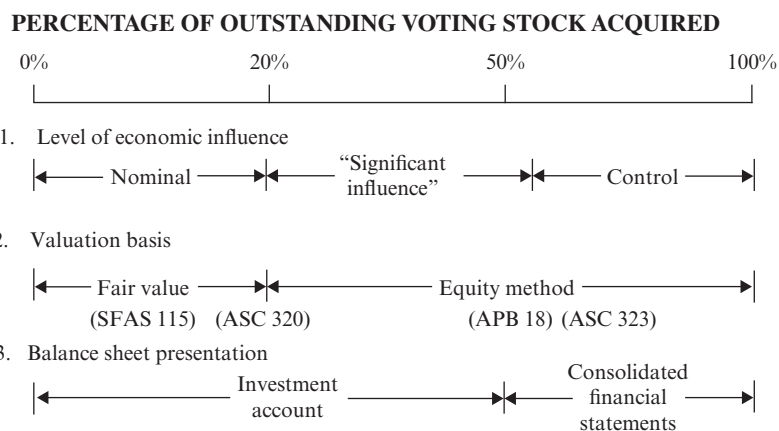 PERCENTAGE OF OUTSTANDING VOTING STOCK ACQUIRED
0% 20% 50% 100%
1. Level of economic influence
Nominal “Significant influence” Control
2. Valuation basis
Fair value Equity method
(SFAS 115) (ASC 320) (APB 18) (ASC 323)
3. Balance sheet presentation
Investment account Consolidated financial statements